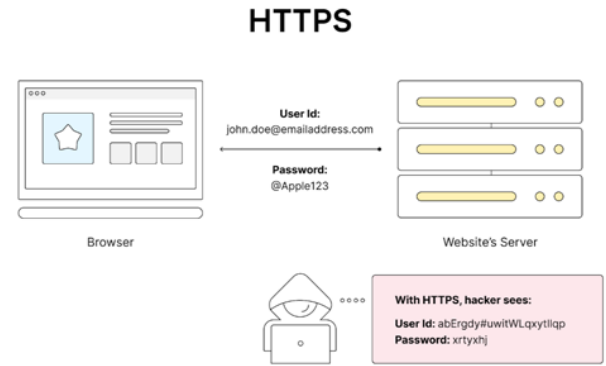 HTTPS
User Id:
john.doe@emailaddress.com
Password:
@Apple123
Browser
Website's Server
With HTTPS, hacker sees:
User Id: abErgdy#uwitWLqxytllqp
Password: xrtyxhj